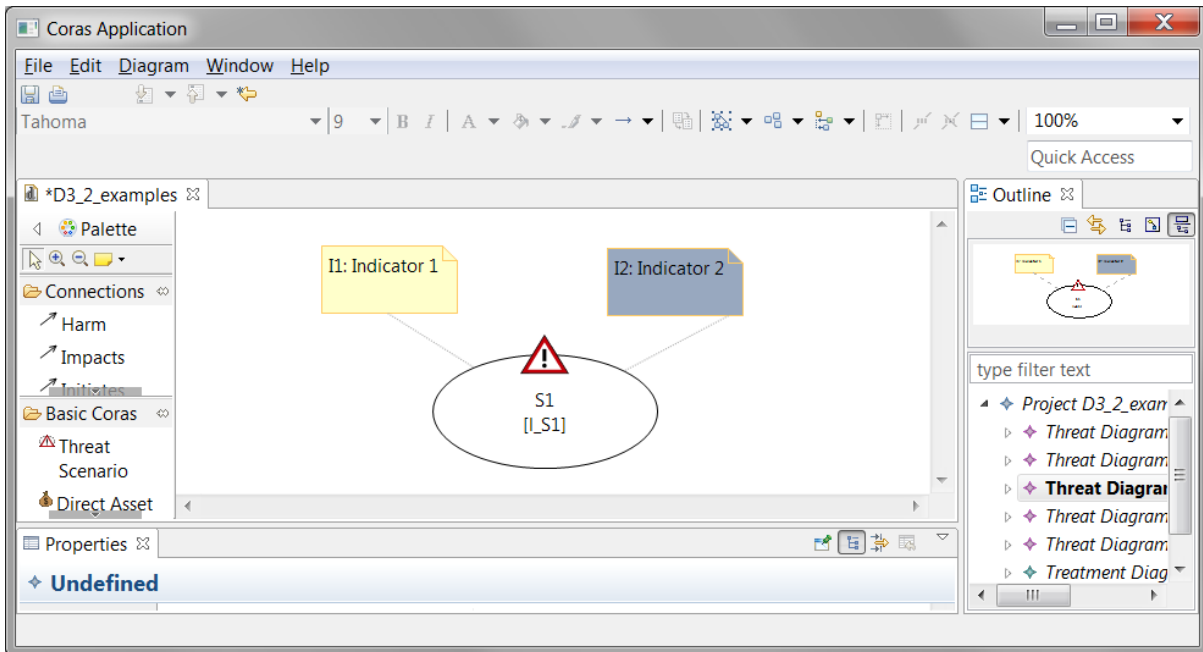 Coras Application
File Edit Diagram Window Help
Tahoma 9 B I A 100%
Quick Access
*D3_2_examples
Outline
Palette
I1: Indicator 1
I2: Indicator 2
Connections
Harm
Impacts
Initiates
S1
[I_S1]
type filter text
Basic Coras
Project D3_2_exam
Threat
Scenario
Threat Diagram
Threat Diagram
Threat Diagram
Threat Diagram
Threat Diagram
Treatment Diag
Direct Asset
Properties
Undefined